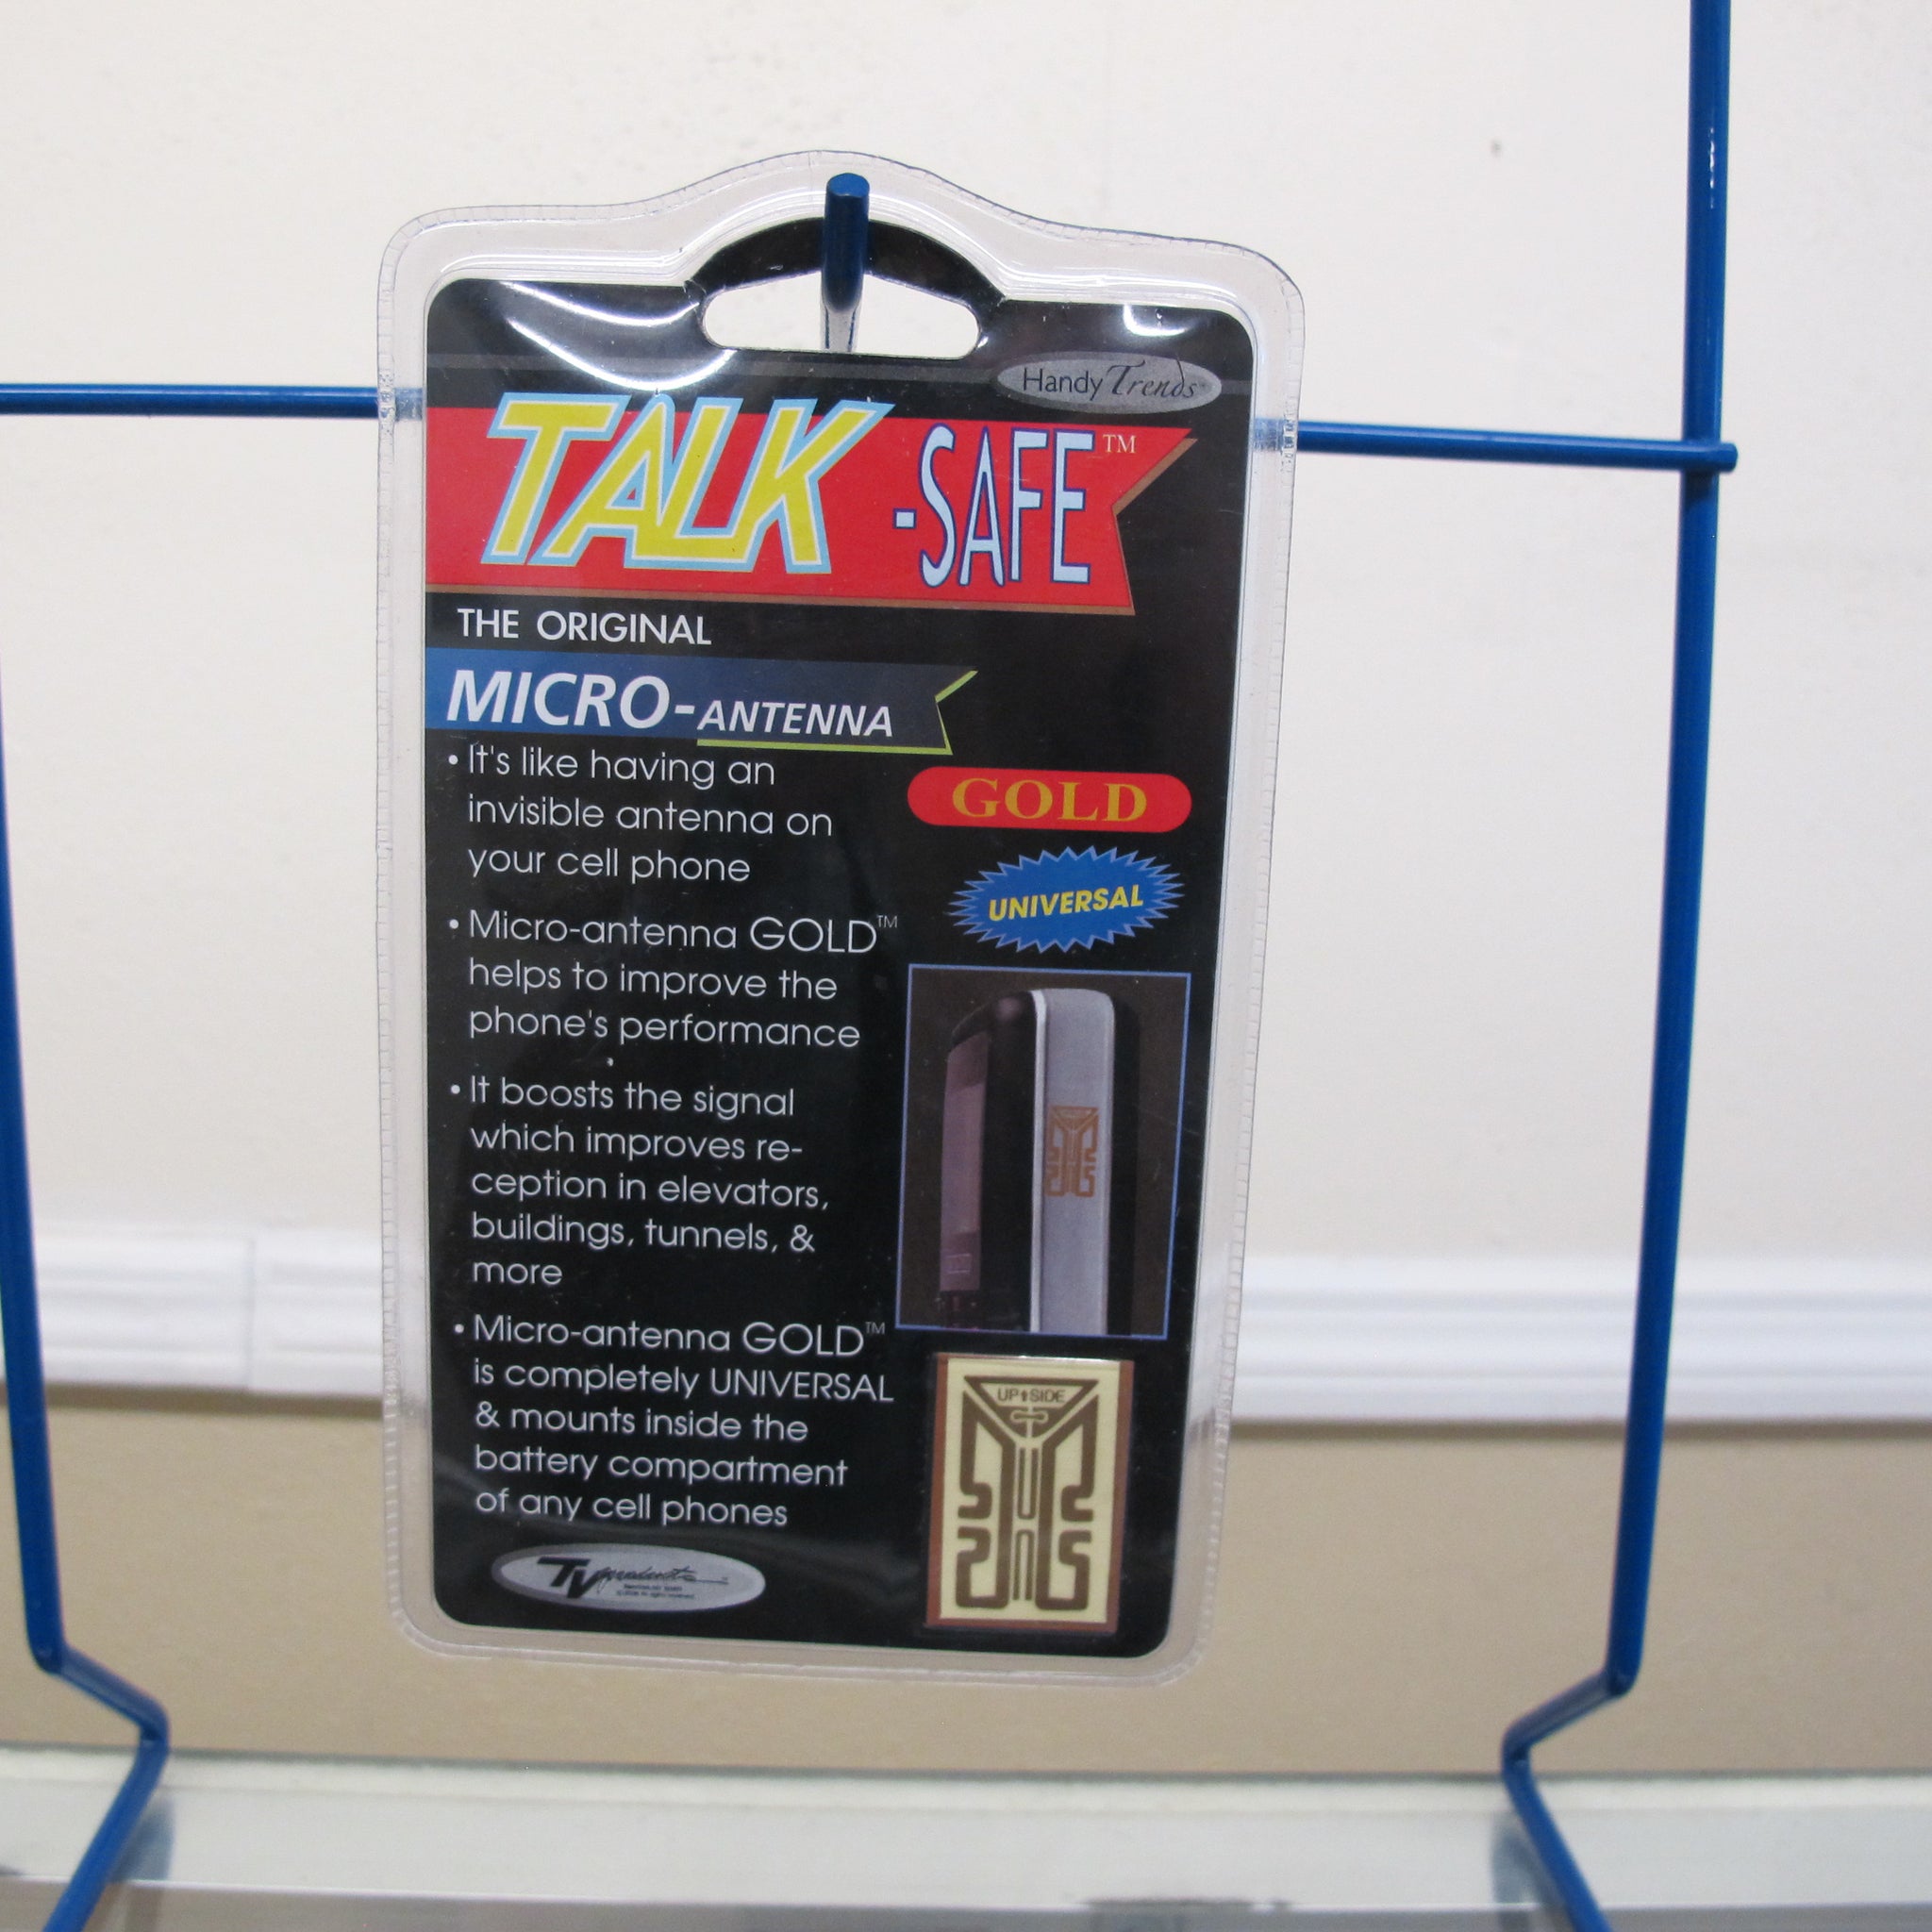 Handy Trends
TALK -SAFE™
THE ORIGINAL
MICRO-ANTENNA
• It's like having an
invisible antenna on
your cell phone
• Micro-antenna GOLD™
helps to improve the
phone's performance
• It boosts the signal
which improves re-
ception in elevators,
buildings, tunnels, &
more
• Micro-antenna GOLD™
is completely UNIVERSAL
& mounts inside the
battery compartment
of any cell phones
GOLD
UNIVERSAL
UP SIDE
TV products